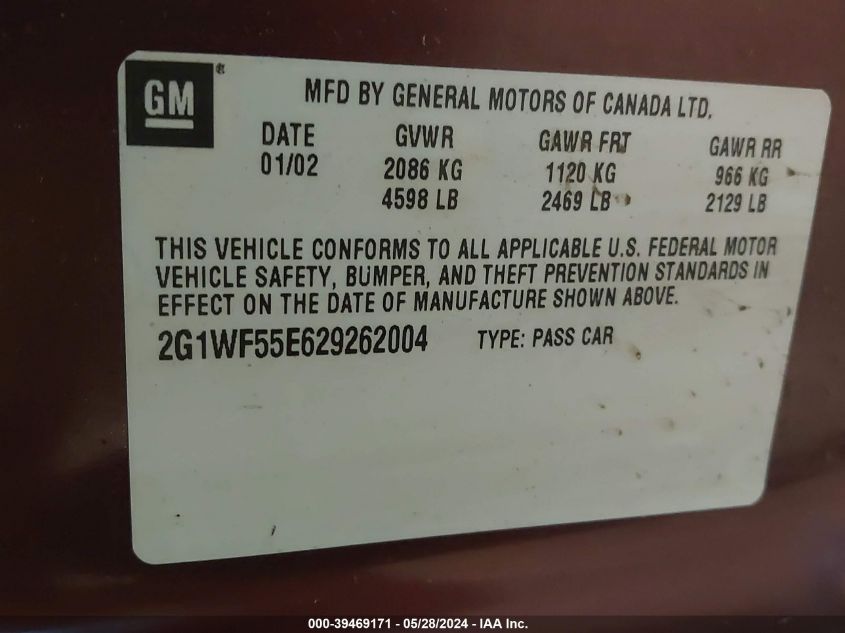 GM®
MFD BY GENERAL MOTORS OF CANADA LTD.
DATE GVWR GAWR FRT GAWR RR
01/02 2086 KG 1120 KG 966 KG
4598 LB 2469 LB 2129 LB
THIS VEHICLE CONFORMS TO ALL APPLICABLE U.S. FEDERAL MOTOR
VEHICLE SAFETY, BUMPER, AND THEFT PREVENTION STANDARDS IN
EFFECT ON THE DATE OF MANUFACTURE SHOWN ABOVE.
2G1WF55E629262004 TYPE: PASS CAR
000-39469171 - 05/28/2024 - IAA Inc.